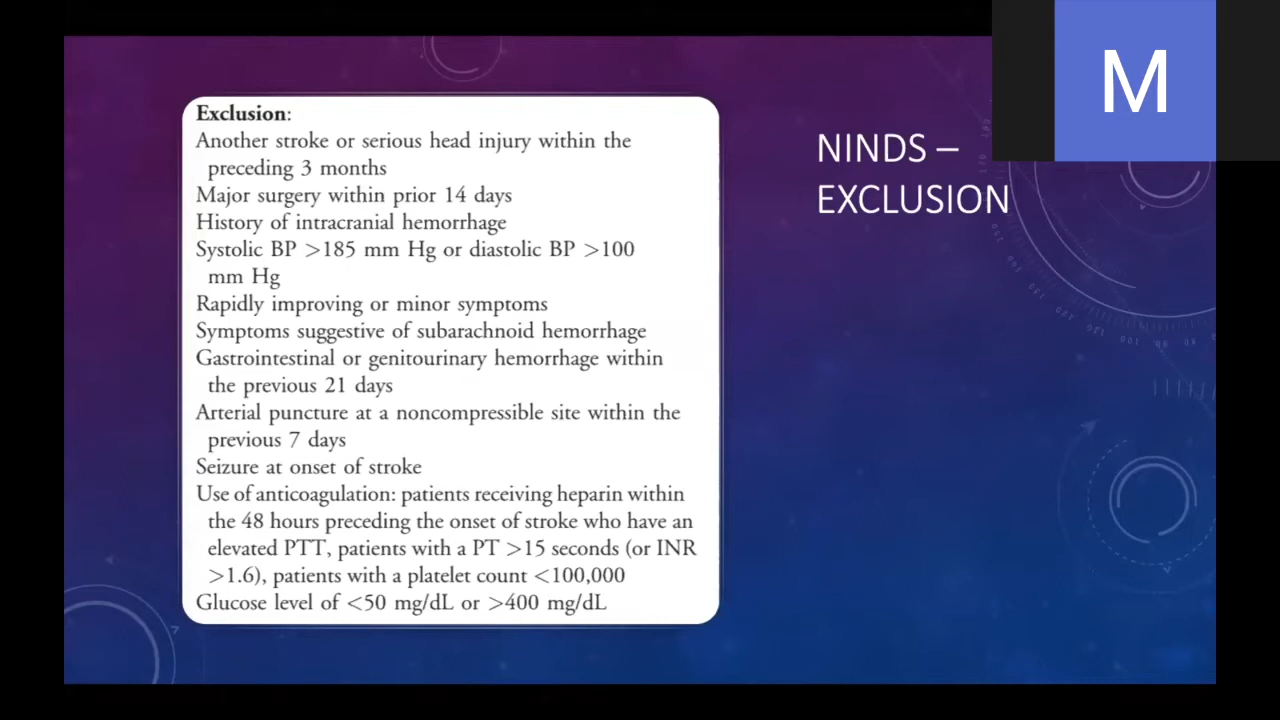 Exclusion:
Another stroke or serious head injury within the
preceding 3 months
Major surgery within prior 14 days
History of intracranial hemorrhage
Systolic BP >185 mm Hg or diastolic BP >100
mm Hg
Rapidly improving or minor symptoms
Symptoms suggestive of subarachnoid hemorrhage
Gastrointestinal or genitourinary hemorrhage within
the previous 21 days
Arterial puncture at a noncompressible site within the
previous 7 days
Seizure at onset of stroke
Use of anticoagulation: patients receiving heparin within
the 48 hours preceding the onset of stroke who have an
elevated PTT, patients with a PT >15 seconds (or INR
>1.6), patients with a platelet count <100,000
Glucose level of <50 mg/dL or >400 mg/dL
NINDS –
EXCLUSION
M